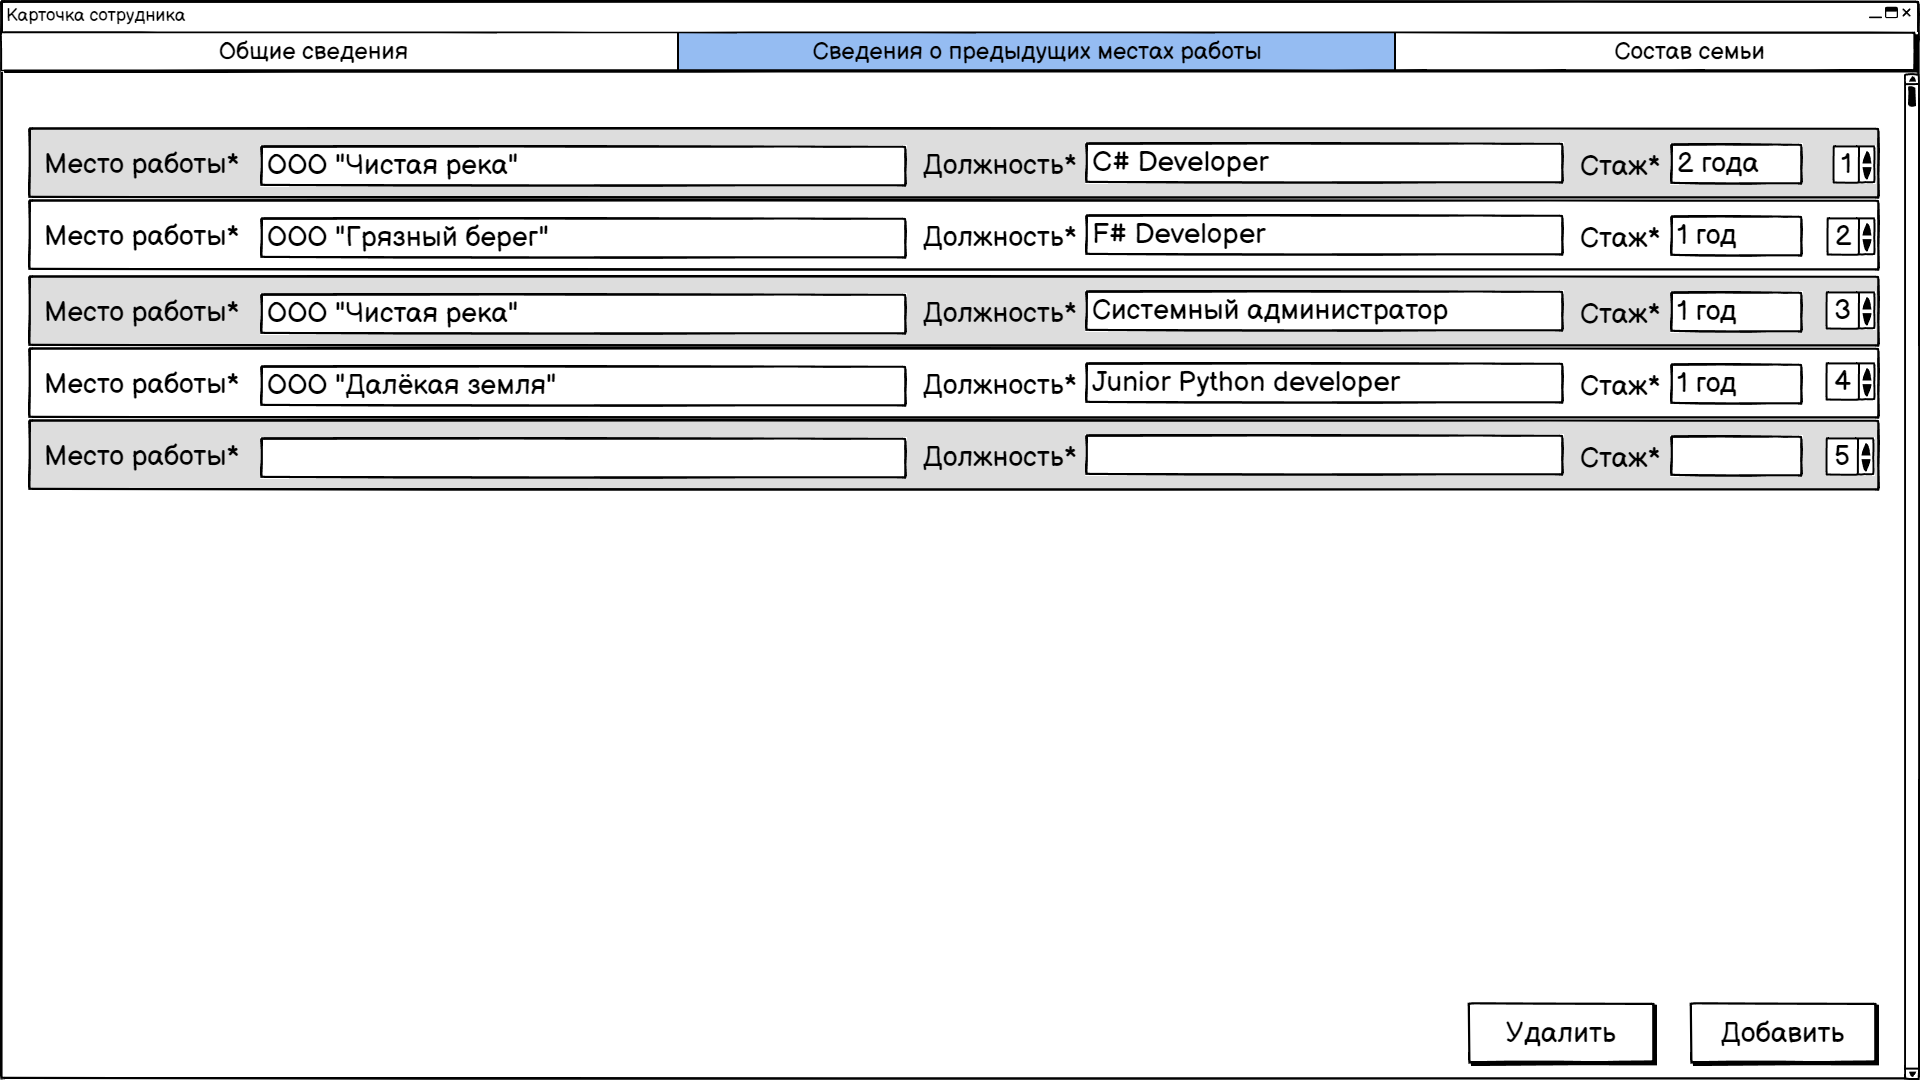 Карточка сотрудника
Общие сведения Сведения о предыдущих местах работы Состав семьи
Место работы* ООО "Чистая река" Должность* C# Developer Стаж* 2 года 1
Место работы* ООО "Грязный берег" Должность* F# Developer Стаж* 1 год 2
Место работы* ООО "Чистая река" Должность* Системный администратор Стаж* 1 год 3
Место работы* ООО "Далёкая земля" Должность* Junior Python developer Стаж* 1 год 4
Место работы* Должность* Стаж* 5
Удалить Добавить